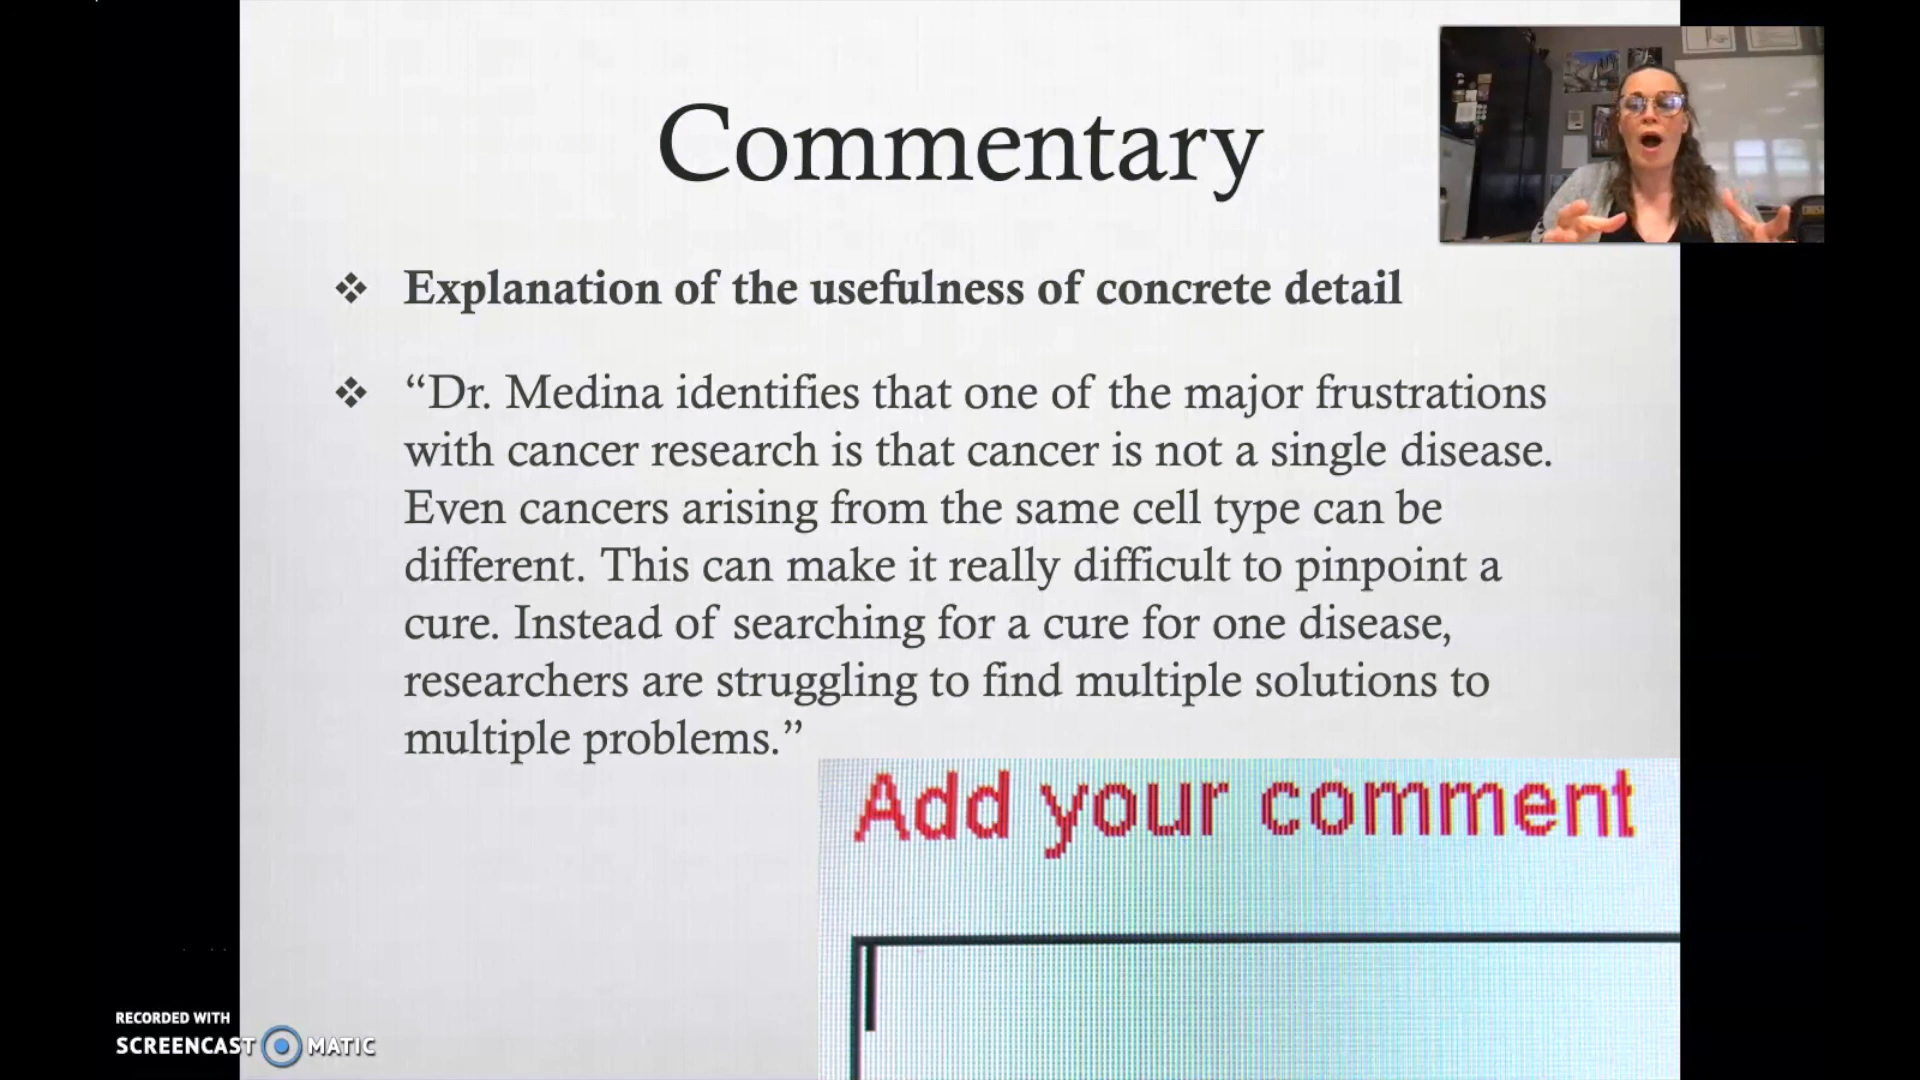 Commentary
Explanation of the usefulness of concrete detail
“Dr. Medina identifies that one of the major frustrations
with cancer research is that cancer is not a single disease.
Even cancers arising from the same cell type can be
different. This can make it really difficult to pinpoint a
cure. Instead of searching for a cure for one disease,
researchers are struggling to find multiple solutions to
multiple problems.”
Add your comment
RECORDED WITH
SCREENCAST MATIC